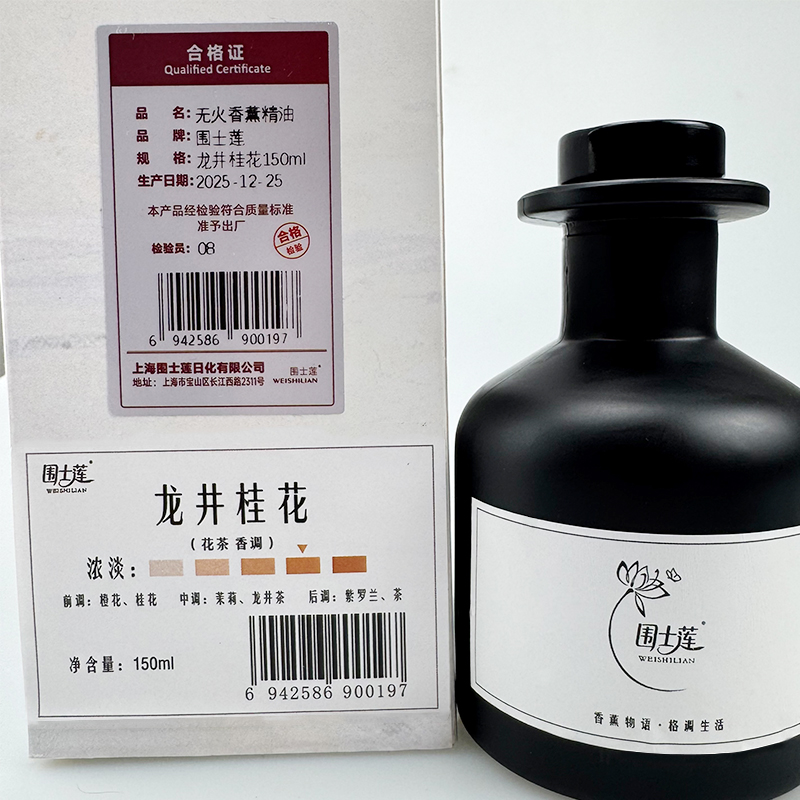 合格证
Qualified Certificate
品 名：无火香薰精油
品 牌：围士莲
规 格：龙井桂花150ml
生产日期：2025-12-25
本产品经检验符合质量标准
准予出厂
检验员：08
合格
检验
6 942586 900197
上海围士莲日化有限公司
地址：上海市宝山区长江西路2311号
围士莲®
WEISHILIAN
围士莲®
WEISHILIAN
龙井桂花
（花茶香调）
浓淡：
前调：橙花、桂花 中调：茉莉、龙井茶 后调：紫罗兰、茶
净含量：150ml
6 942586 900197
围士莲®
WEISHILIAN
香薰物语·格调生活